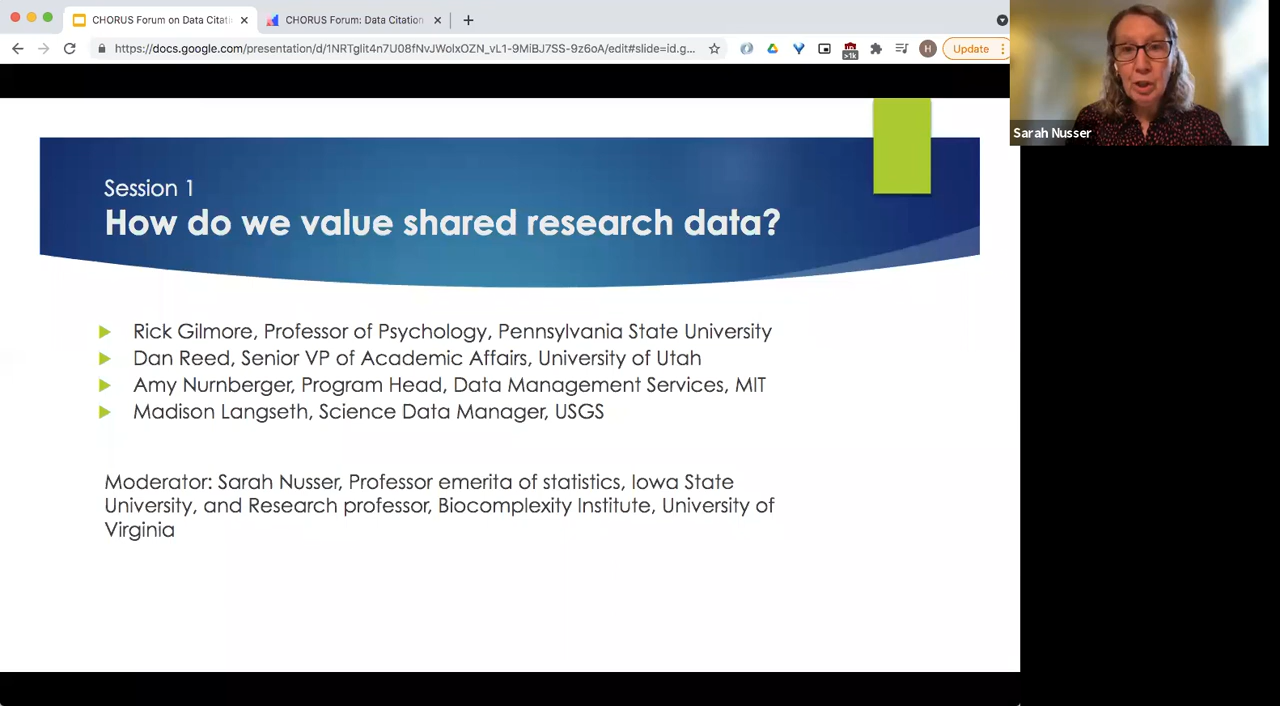 CHORUS Forum on Data Citati
CHORUS Forum: Data Citation
https://docs.google.com/presentation/d/1NRTglit4n7U08fNvJWolxOZN_vL1-9MiBJ7SS-9z6oA/edit#slide=id.g...
>1k
H
Update
Sarah Nusser
Session 1
How do we value shared research data?
Rick Gilmore, Professor of Psychology, Pennsylvania State University
Dan Reed, Senior VP of Academic Affairs, University of Utah
Amy Nurnberger, Program Head, Data Management Services, MIT
Madison Langseth, Science Data Manager, USGS
Moderator: Sarah Nusser, Professor emerita of statistics, Iowa State
University, and Research professor, Biocomplexity Institute, University of
Virginia